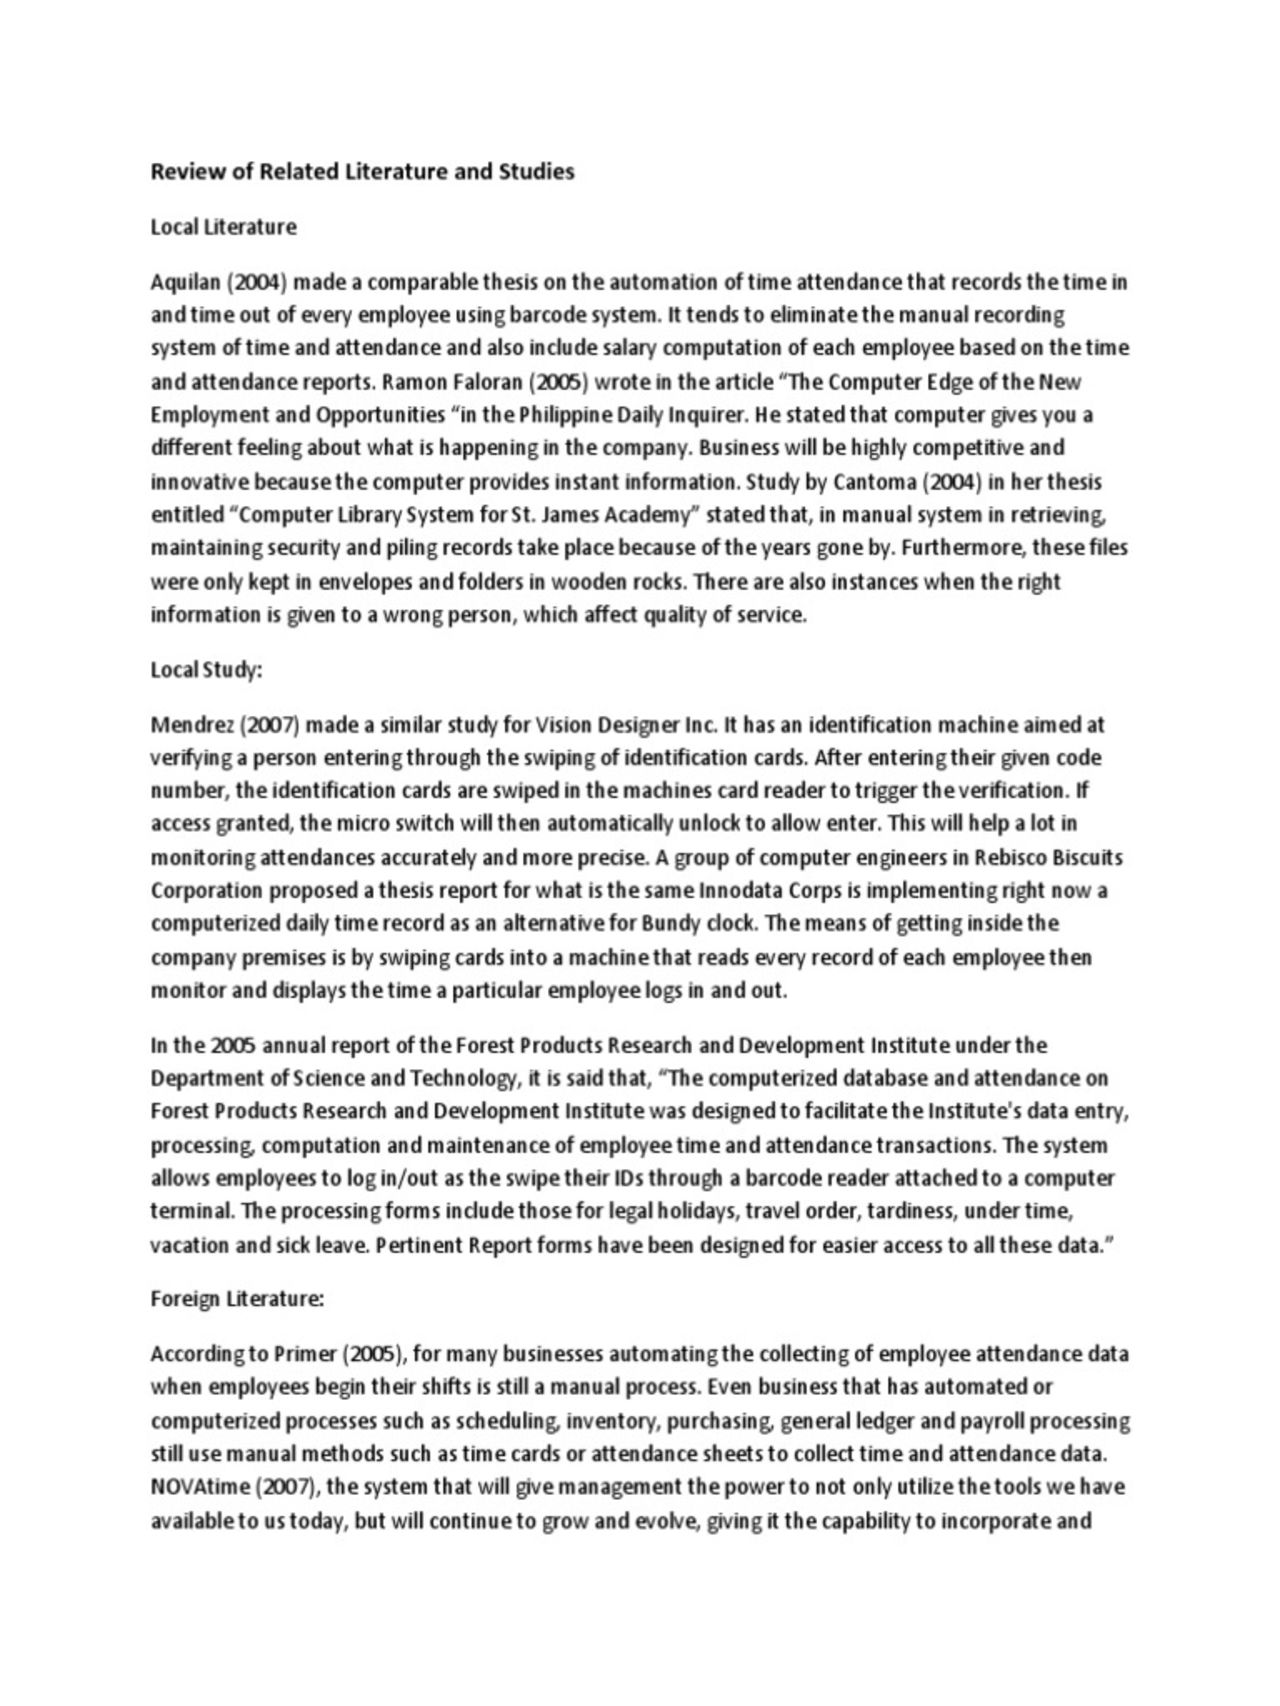 Review of Related Literature and Studies
Local Literature
Aquilan (2004) made a comparable thesis on the automation of time attendance that records the time in
and time out of every employee using barcode system. It tends to eliminate the manual recording
system of time and attendance and also include salary computation of each employee based on the time
and attendance reports. Ramon Faloran (2005) wrote in the article “The Computer Edge of the New
Employment and Opportunities “in the Philippine Daily Inquirer. He stated that computer gives you a
different feeling about what is happening in the company. Business will be highly competitive and
innovative because the computer provides instant information. Study by Cantoma (2004) in her thesis
entitled “Computer Library System for St. James Academy” stated that, in manual system in retrieving,
maintaining security and piling records take place because of the years gone by. Furthermore, these files
were only kept in envelopes and folders in wooden rocks. There are also instances when the right
information is given to a wrong person, which affect quality of service.
Local Study:
Mendrez (2007) made a similar study for Vision Designer Inc. It has an identification machine aimed at
verifying a person entering through the swiping of identification cards. After entering their given code
number, the identification cards are swiped in the machines card reader to trigger the verification. If
access granted, the micro switch will then automatically unlock to allow enter. This will help a lot in
monitoring attendances accurately and more precise. A group of computer engineers in Rebisco Biscuits
Corporation proposed a thesis report for what is the same Innodata Corps is implementing right now a
computerized daily time record as an alternative for Bundy clock. The means of getting inside the
company premises is by swiping cards into a machine that reads every record of each employee then
monitor and displays the time a particular employee logs in and out.
In the 2005 annual report of the Forest Products Research and Development Institute under the
Department of Science and Technology, it is said that, “The computerized database and attendance on
Forest Products Research and Development Institute was designed to facilitate the Institute's data entry,
processing, computation and maintenance of employee time and attendance transactions. The system
allows employees to log in/out as the swipe their IDs through a barcode reader attached to a computer
terminal. The processing forms include those for legal holidays, travel order, tardiness, under time,
vacation and sick leave. Pertinent Report forms have been designed for easier access to all these data.”
Foreign Literature:
According to Primer (2005), for many businesses automating the collecting of employee attendance data
when employees begin their shifts is still a manual process. Even business that has automated or
computerized processes such as scheduling, inventory, purchasing, general ledger and payroll processing
still use manual methods such as time cards or attendance sheets to collect time and attendance data.
NOVAtime (2007), the system that will give management the power to not only utilize the tools we have
available to us today, but will continue to grow and evolve, giving it the capability to incorporate and